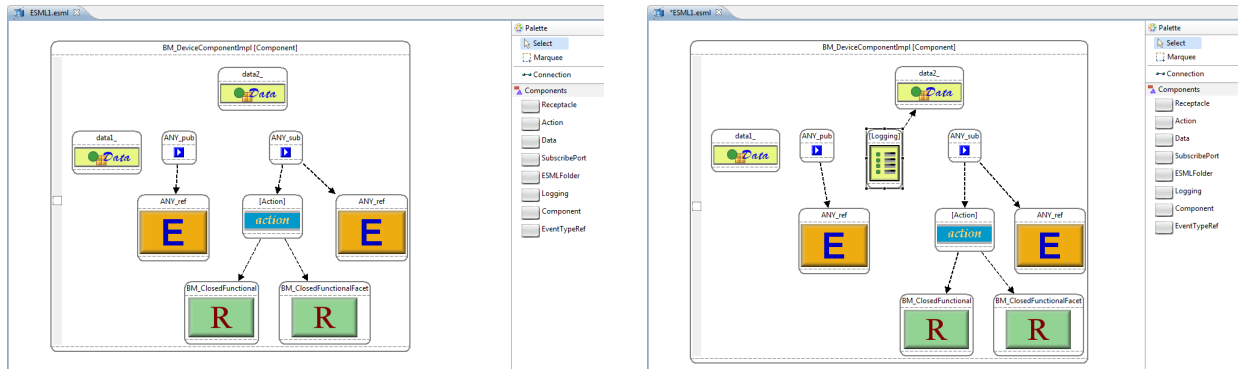 ESML1.esml
BM_DeviceComponentImpl [Component]
data2_
Data
data1_
Data
ANY_pub
ANY_sub
ANY_ref
E
[Action]
action
ANY_ref
E
BM_ClosedFunctional
R
BM_ClosedFunctionalFacet
R
Palette
Select
Marquee
Connection
Components
Receptacle
Action
Data
SubscribePort
ESMLFolder
Logging
Component
EventTypeRef
*ESML1.esml
BM_DeviceComponentImpl [Component]
data2_
Data
data1_
Data
ANY_pub
[Logging]
ANY_sub
ANY_ref
E
[Action]
action
ANY_ref
E
BM_ClosedFunctional
R
BM_ClosedFunctionalFacet
R
Palette
Select
Marquee
Connection
Components
Receptacle
Action
Data
SubscribePort
ESMLFolder
Logging
Component
EventTypeRef